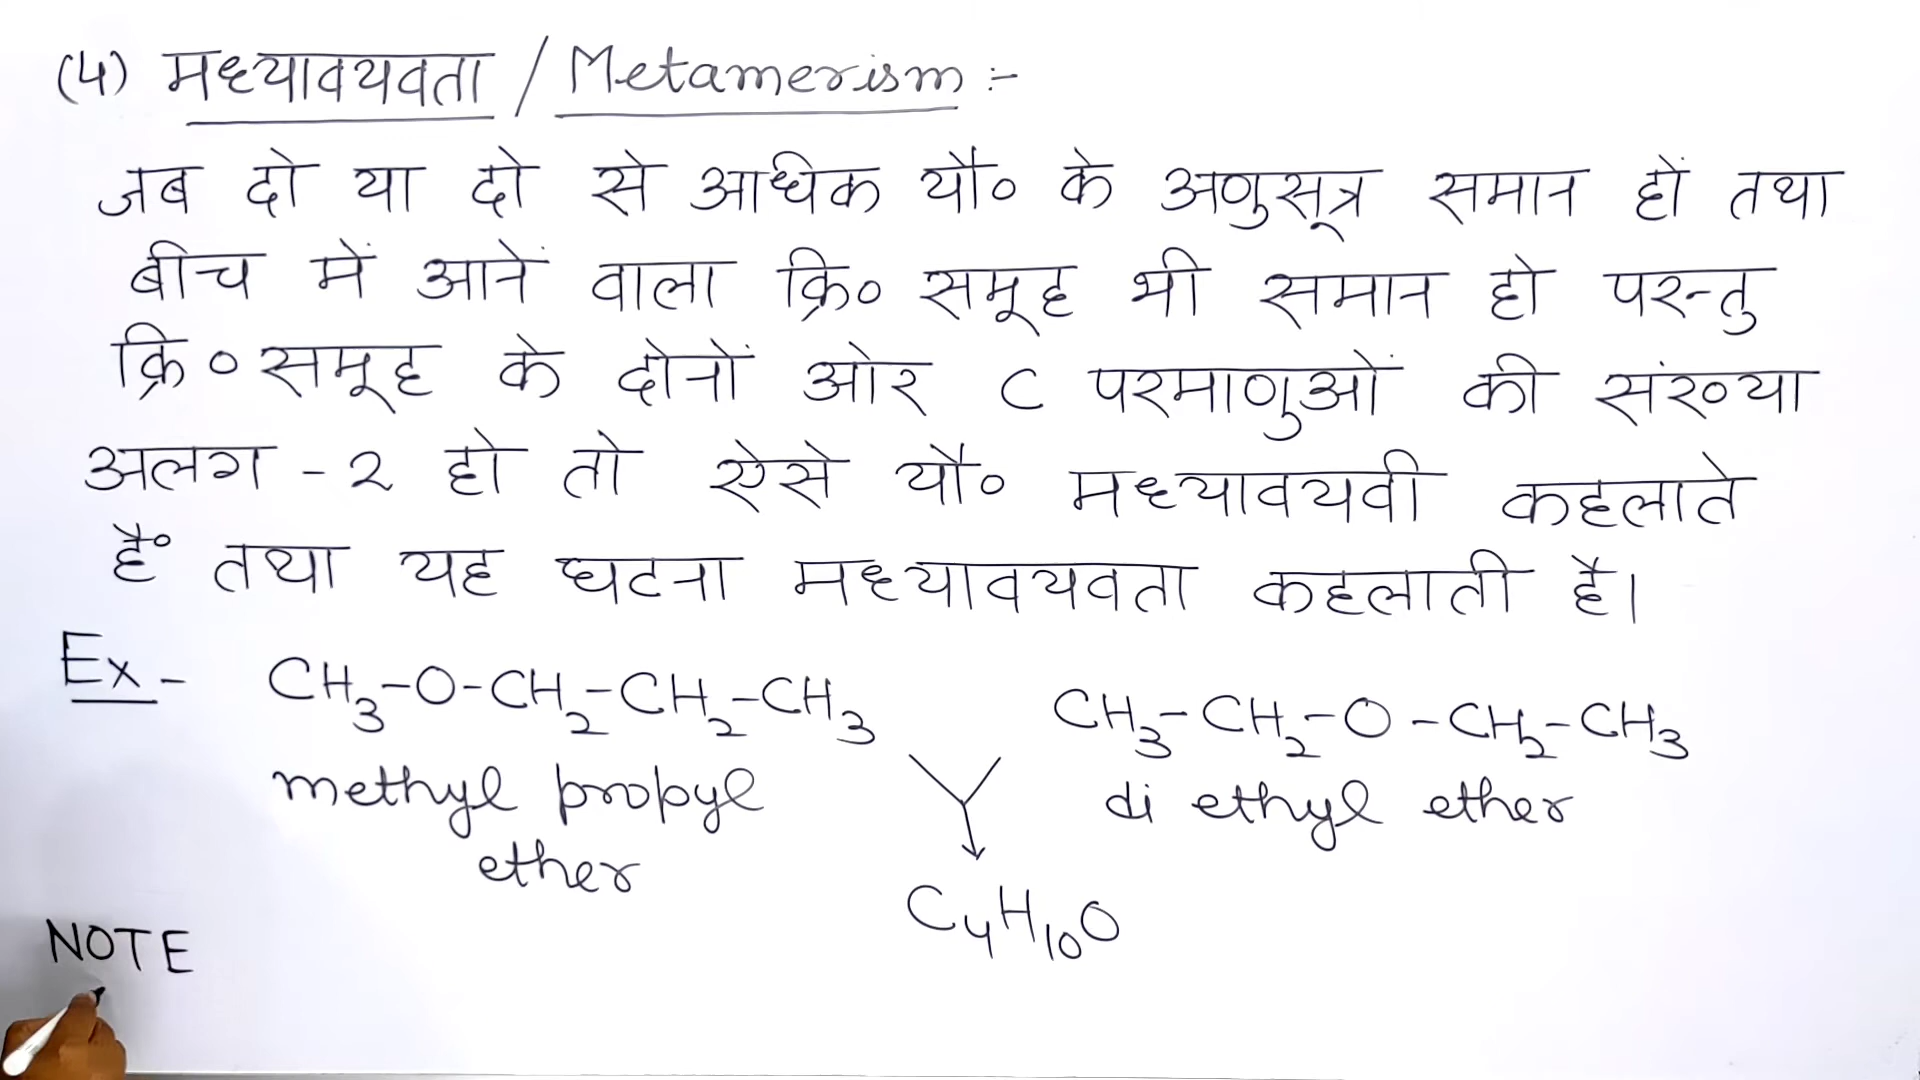 (4) मध्यावयवता / Metamerism :-
जब दो या दो से अधिक यौ० के अणुसूत्र समान हों तथा
बीच में आने वाला क्रि० समूह भी समान हो परन्तु
क्रि० समूह के दोनों ओर C परमाणुओं की संख्या
अलग - 2 हो तो ऐसे यौ० मध्यावयवी कहलाते
हैं तथा यह घटना मध्यावयवता कहलाती है।
Ex - CH₃-O-CH₂-CH₂-CH₃ CH₃-CH₂-O-CH₂-CH₃
methyl propyl di ethyl ether
ether
C₄H₁₀O
NOTE